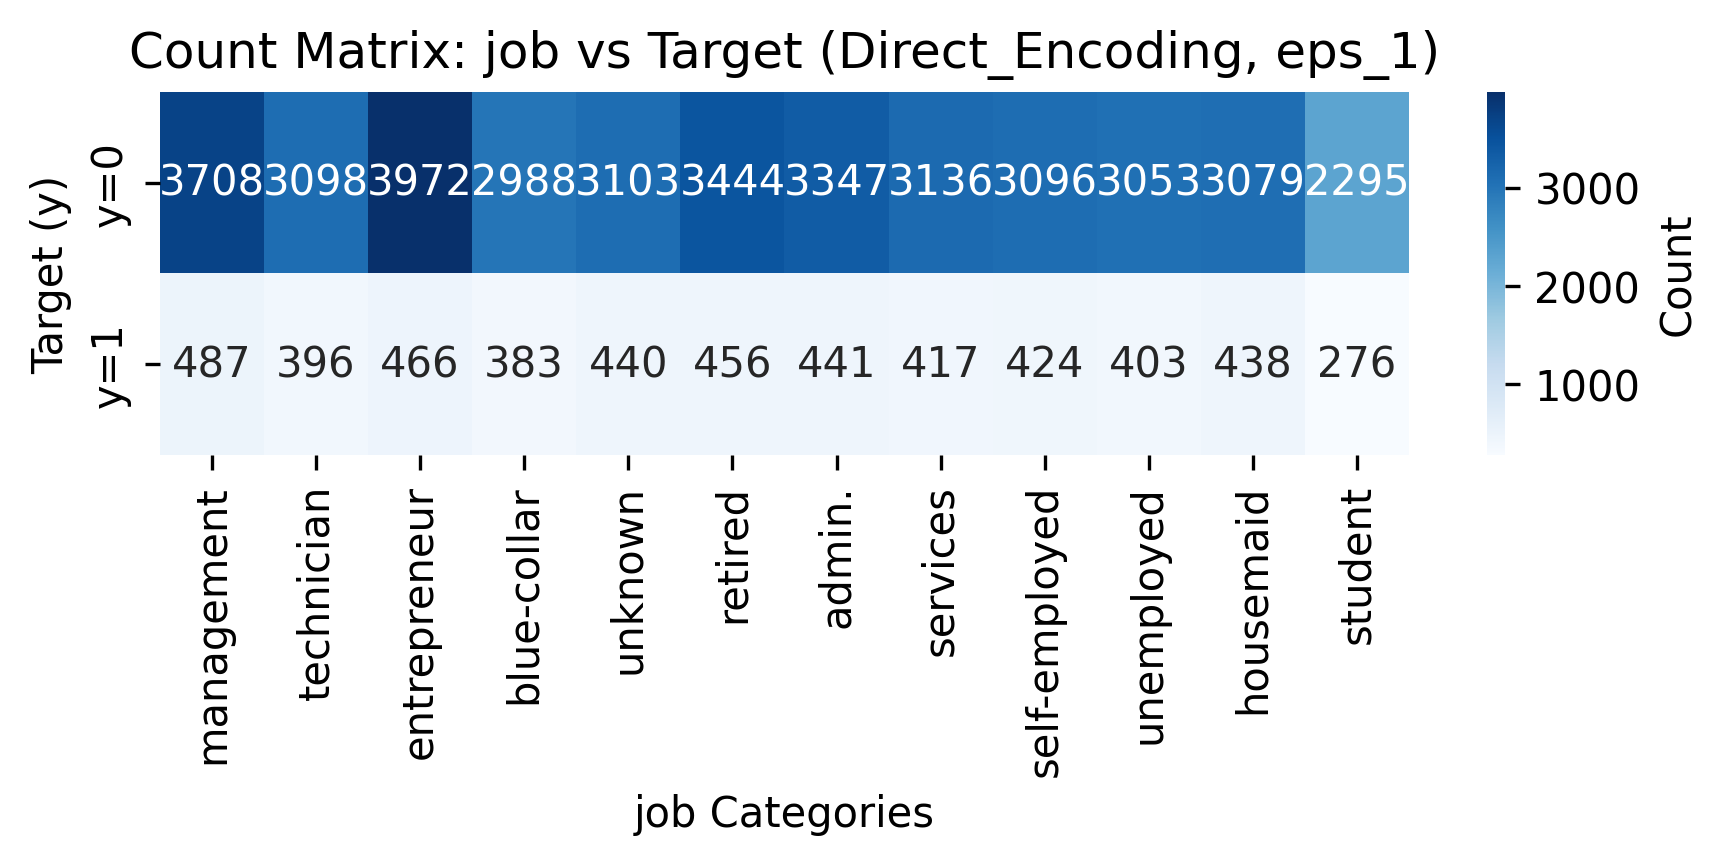 Count Matrix: job vs Target (Direct_Encoding, eps_1)
Target (y)
y=0
3708 3098 3972 2988 3103 3444 3347 3136 3096 3053 3079 2295
y=1
487 396 466 383 440 456 441 417 424 403 438 276
management technician entrepreneur blue-collar unknown retired admin. services self-employed unemployed housemaid student
job Categories
3000
2000
1000
Count